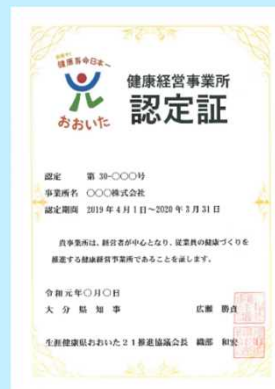 健康寿命日本一
おおいた
健康経営事業所
認定証
認定 第 30-○○○号
事業所名 ○○○株式会社
認定期間 2019 年 4 月 1 日～2020 年 3 月 31 日
貴事業所は、経営者が中心となり、従業員の健康づくりを
推進する健康経営事業所であることを証します。
令和元年○月○日
大分県知事 広瀬 勝貞
生涯健康県おおいた21推進協議会長 織部 和宏